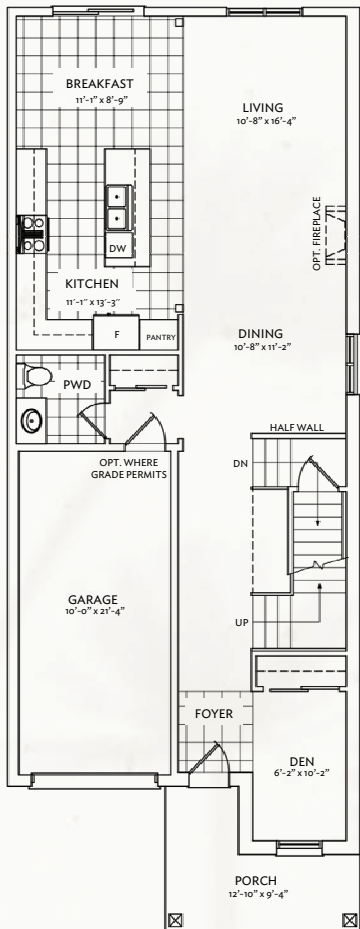 BREAKFAST
11'-1" x 8'-9"
LIVING
10'-8" x 16'-4"
OPT. FIREPLACE
DW
KITCHEN
11'-1" x 13'-3"
F
PANTRY
DINING
10'-8" x 11'-2"
PWD
HALF WALL
DN
OPT. WHERE
GRADE PERMITS
GARAGE
10'-0" x 21'-4"
UP
FOYER
DEN
6'-2" x 10'-2"
PORCH
12'-10" x 9'-4"